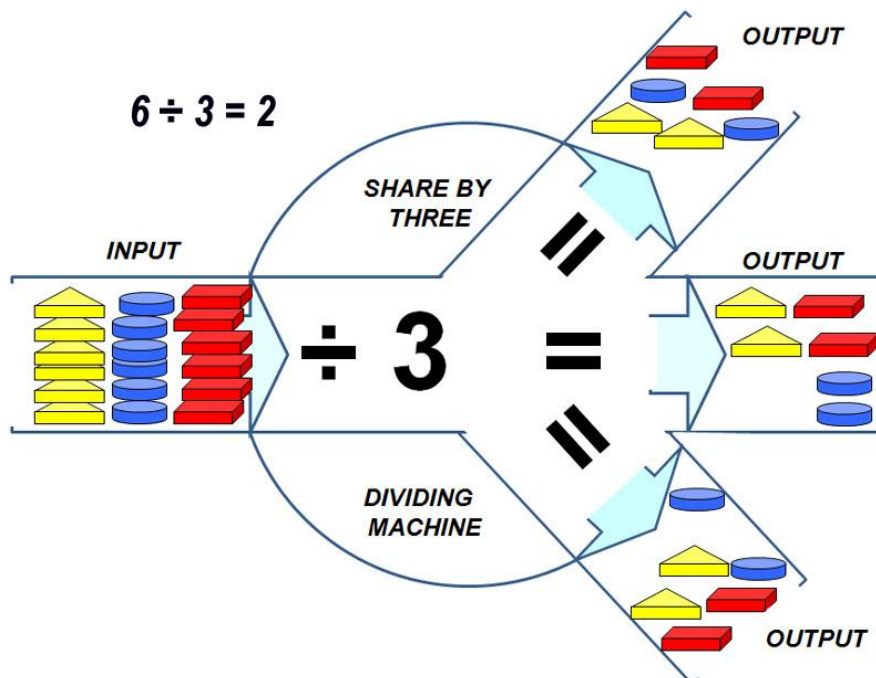 OUTPUT
6 ÷ 3 = 2
SHARE BY
THREE
INPUT
OUTPUT
=
÷ 3 =
=
DIVIDING
MACHINE
OUTPUT